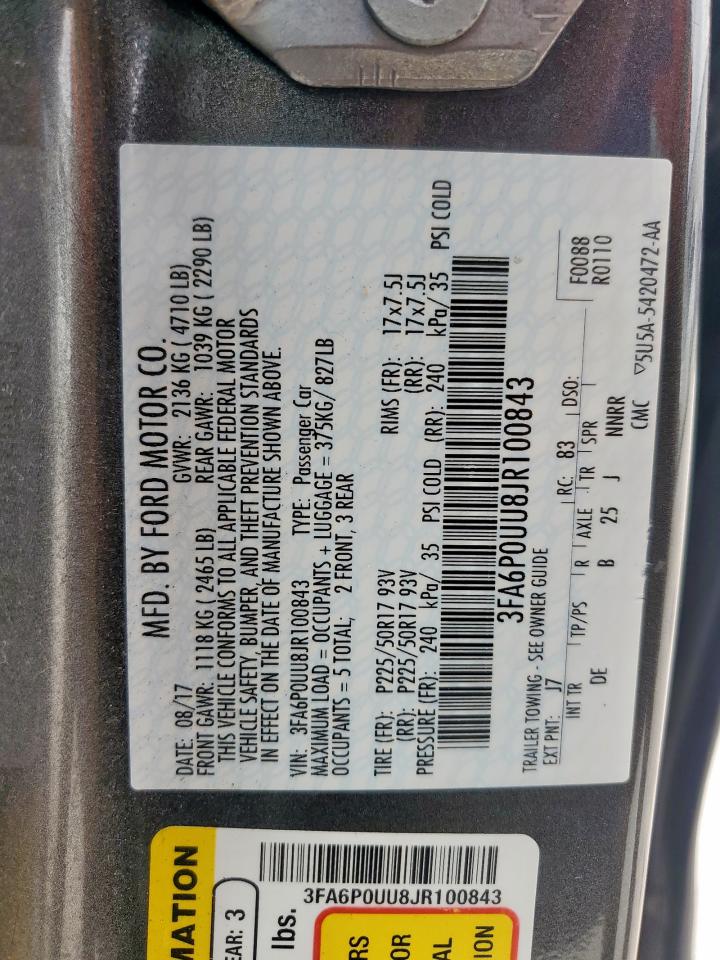 MFD. BY FORD MOTOR CO.
DATE: 08/17 GVWR: 2136 KG ( 4710 LB)
FRONT GAWR: 1118 KG ( 2465 LB) REAR GAWR: 1039 KG ( 2290 LB)
THIS VEHICLE CONFORMS TO ALL APPLICABLE FEDERAL MOTOR
VEHICLE SAFETY, BUMPER, AND THEFT PREVENTION STANDARDS
IN EFFECT ON THE DATE OF MANUFACTURE SHOWN ABOVE.
VIN: 3FA6P0UU8JR100843 TYPE: Passenger Car
MAXIMUM LOAD = OCCUPANTS + LUGGAGE = 375KG/ 827LB
OCCUPANTS = 5 TOTAL; 2 FRONT, 3 REAR
TIRE (FR): P225/50R17 93V RIMS (FR): 17x7.5J
(RR): P225/50R17 93V (RR): 17x7.5J
PRESSURE (FR): 240 kPa/ 35 PSI COLD (RR): 240 kPa/ 35 PSI COLD
3FA6P0UU8JR100843
TRAILER TOWING - SEE OWNER GUIDE
F0088
R0110
EXT PNT: J7 RC: 83 DSO:
INT TR TP/PS R AXLE TR SPR
DE B 25 J NNRR
CMC ▽5U5A-5420472-AA
MATION
EAR: 3
lbs.
3FA6P0UU8JR100843
RS
OR
AL
ION